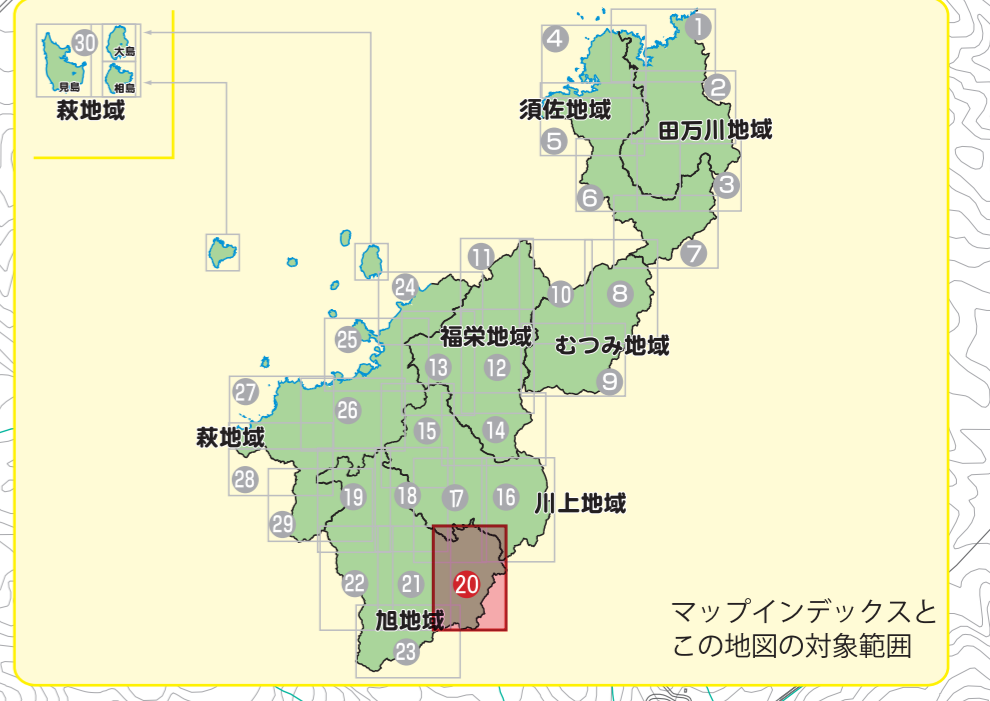 30
大島
見島
相島
萩地域
4
1
2
須佐地域
田万川地域
5
3
6
7
11
24
10
8
25
福栄地域
むつみ地域
13
12
9
27
26
萩地域
15
14
28
19
18
17
16
川上地域
29
22
21
20
旭地域
23
マップインデックスと
この地図の対象範囲